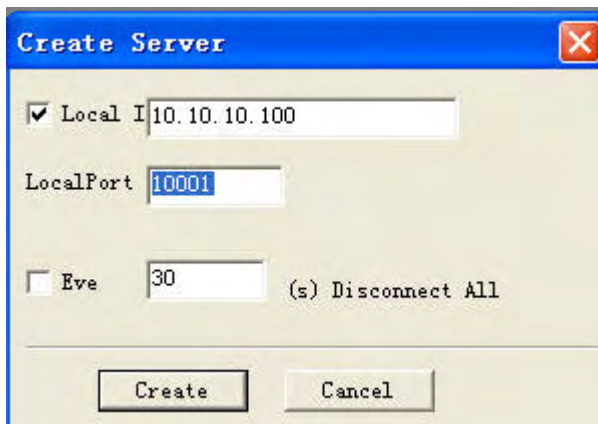 Create Server
Local I 10.10.10.100
LocalPort 10001
Eve 30 (s) Disconnect All
Create Cancel